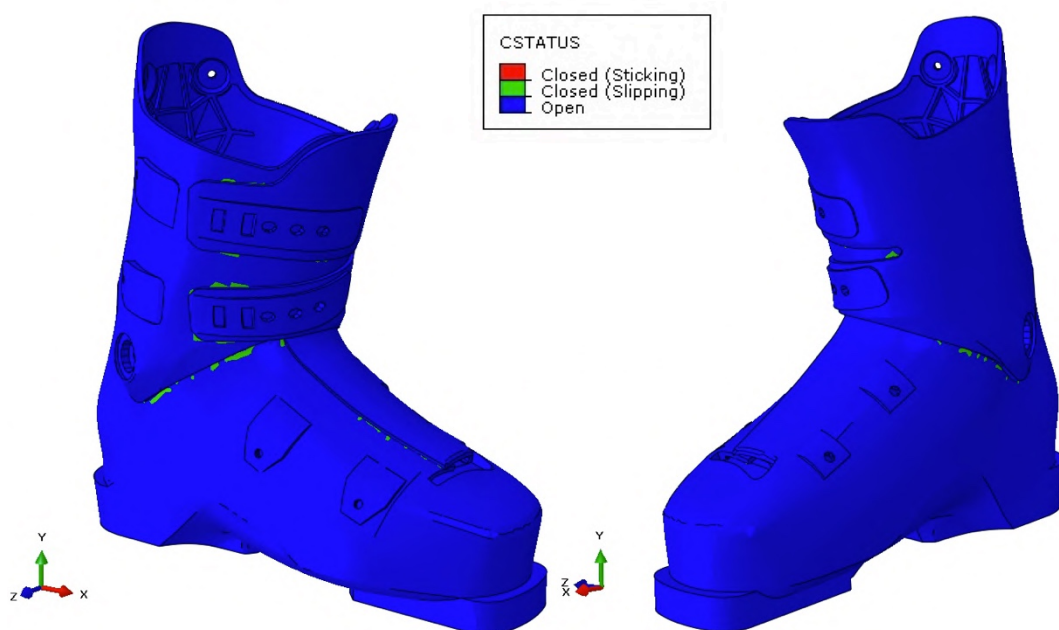 CSTATUS
Closed (Sticking)
Closed (Slipping)
Open
Y
Z
X
Y
Z
X